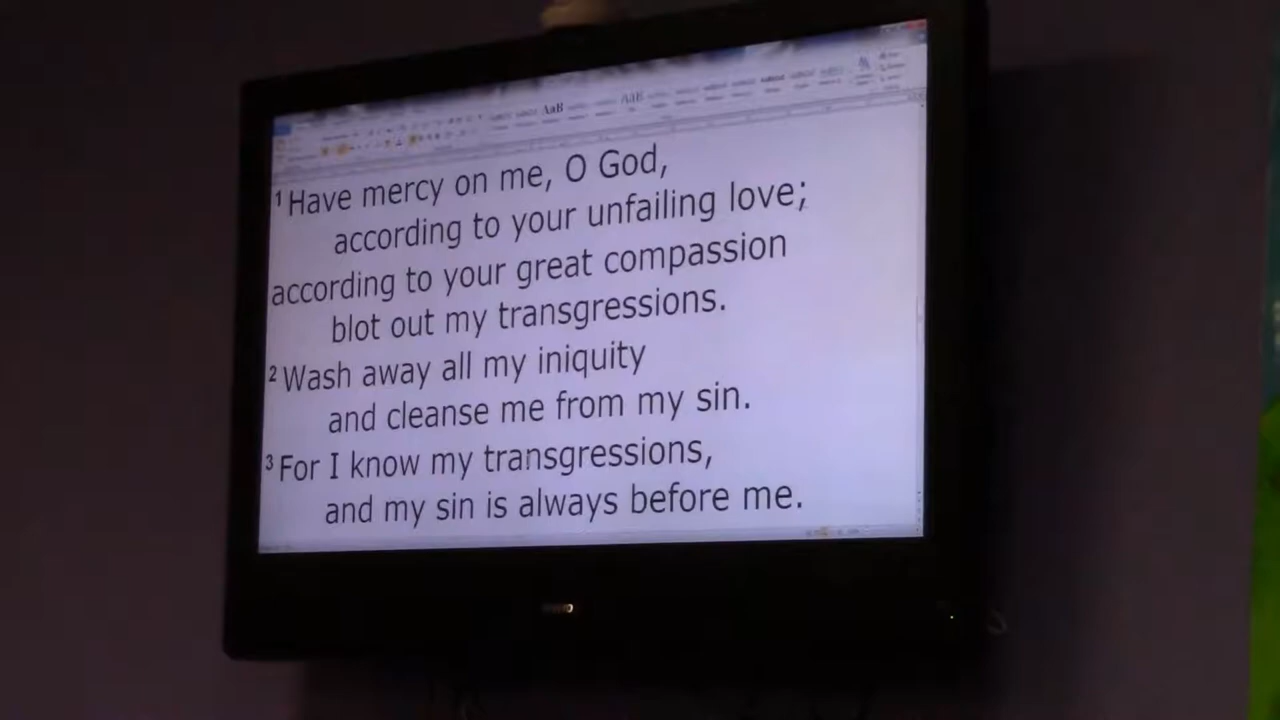 AaB
AaB
1 Have mercy on me, O God,
according to your unfailing love;
according to your great compassion
blot out my transgressions.
2 Wash away all my iniquity
and cleanse me from my sin.
3 For I know my transgressions,
and my sin is always before me.